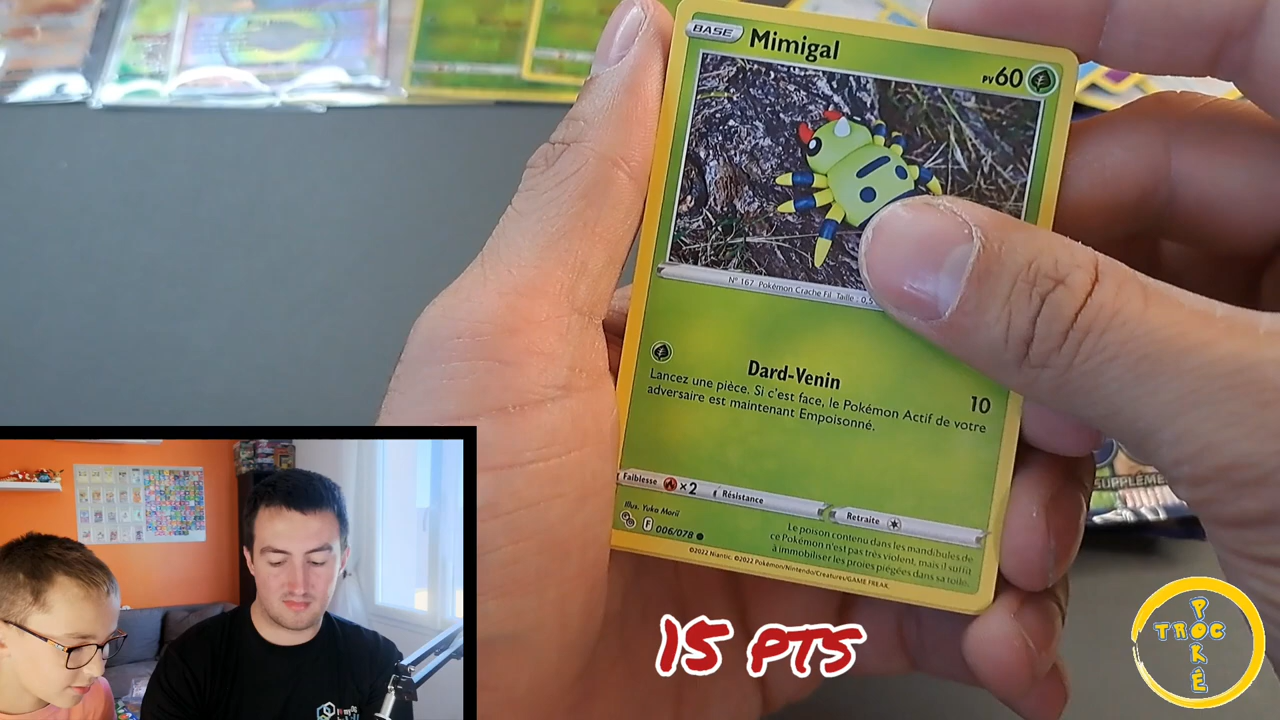 BASE Mimigal PV60
N° 167 Pokémon Crache Fil Taille : 0,5
Dard-Venin 10
Lancez une pièce. Si c'est face, le Pokémon Actif de votre
adversaire est maintenant Empoisonné.
Faiblesse ×2 Résistance Retraite
Illus. Yuka Morii
F 006/078
Le poison contenu dans les mandibules de
ce Pokémon n'est pas très violent, mais il suffit
à immobiliser les proies piégées dans sa toile.
©2022 Niantic. ©2022 Pokémon/Nintendo/Creatures/GAME FREAK
SUPPLÉME
15 PTS
TROC
POKÉ